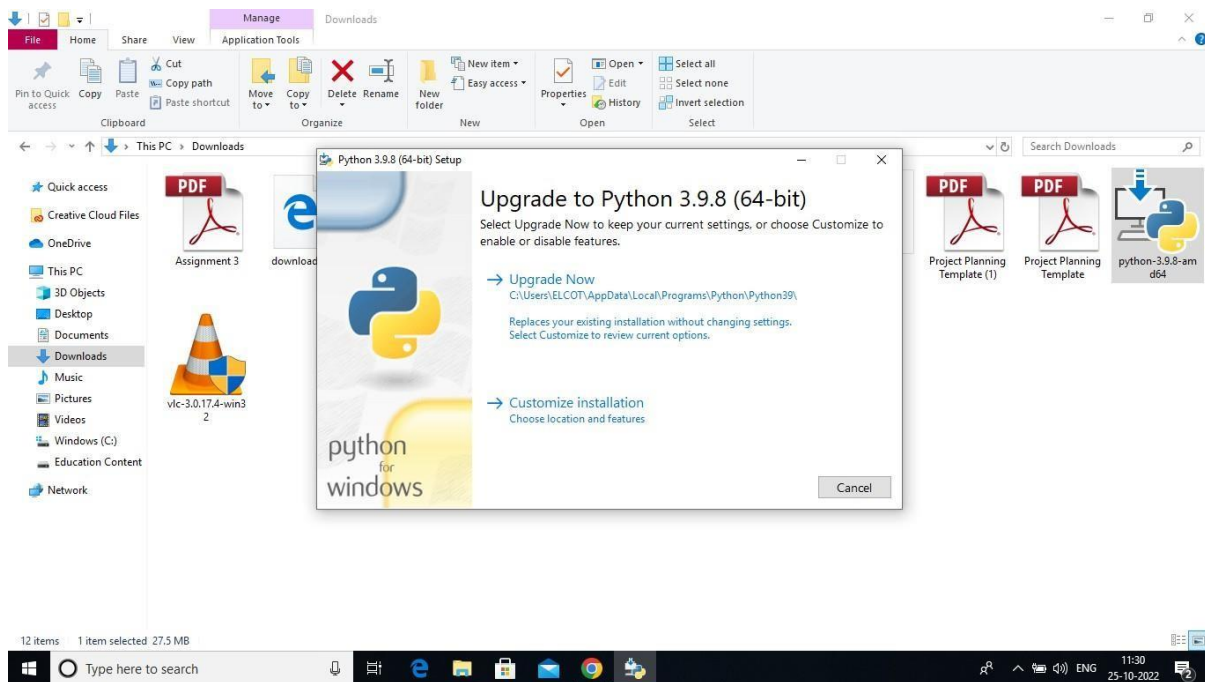 Manage
Downloads
File
Home
Share
View
Application Tools
Pin to Quick
access
Copy
Paste
Cut
Copy path
Paste shortcut
Clipboard
Move
to
Copy
to
Delete
Rename
Organize
New
folder
New item
Easy access
New
Properties
Open
Edit
History
Open
Select all
Select none
Invert selection
Select
This PC
Downloads
Search Downloads
Quick access
Creative Cloud Files
OneDrive
This PC
3D Objects
Desktop
Documents
Downloads
Music
Pictures
Videos
Windows (C:)
Education Content
Network
PDF
Assignment 3
download
vlc-3.0.17.4-win3
2
Python 3.9.8 (64-bit) Setup
Upgrade to Python 3.9.8 (64-bit)
Select Upgrade Now to keep your current settings, or choose Customize to
enable or disable features.
Upgrade Now
C:\Users\ELCOT\AppData\Local\Programs\Python\Python39\
Replaces your existing installation without changing settings.
Select Customize to review current options.
Customize installation
Choose location and features
python
for
windows
Cancel
PDF
Project Planning
Template (1)
PDF
Project Planning
Template
python-3.9.8-am
d64
12 items
1 item selected 27.5 MB
Type here to search
ENG
11:30
25-10-2022
2